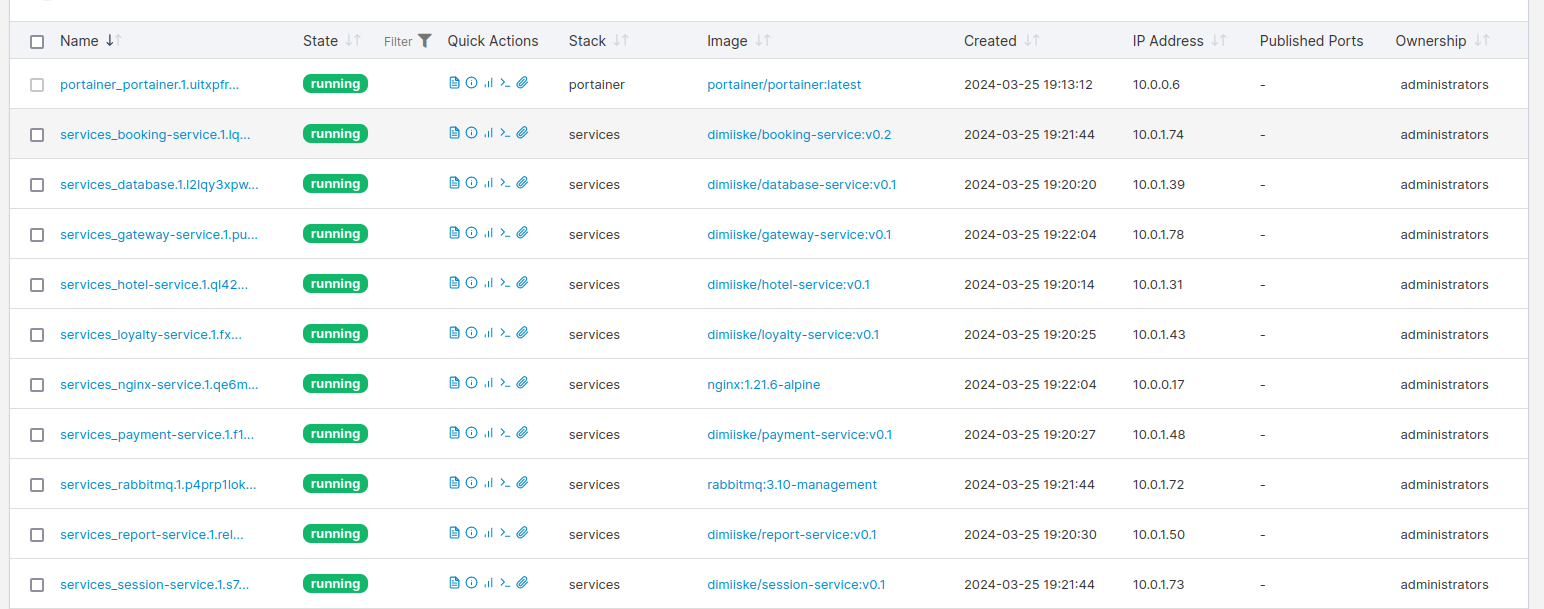 Name State Filter Quick Actions Stack Image Created IP Address Published Ports Ownership
portainer_portainer.1.uitxpfr... running portainer portainer/portainer:latest 2024-03-25 19:13:12 10.0.0.6 - administrators
services_booking-service.1.lq... running services dimiiske/booking-service:v0.2 2024-03-25 19:21:44 10.0.1.74 - administrators
services_database.1.l2lqy3xpw... running services dimiiske/database-service:v0.1 2024-03-25 19:20:20 10.0.1.39 - administrators
services_gateway-service.1.pu... running services dimiiske/gateway-service:v0.1 2024-03-25 19:22:04 10.0.1.78 - administrators
services_hotel-service.1.ql42... running services dimiiske/hotel-service:v0.1 2024-03-25 19:20:14 10.0.1.31 - administrators
services_loyalty-service.1.fx... running services dimiiske/loyalty-service:v0.1 2024-03-25 19:20:25 10.0.1.43 - administrators
services_nginx-service.1.qe6m... running services nginx:1.21.6-alpine 2024-03-25 19:22:04 10.0.0.17 - administrators
services_payment-service.1.f1... running services dimiiske/payment-service:v0.1 2024-03-25 19:20:27 10.0.1.48 - administrators
services_rabbitmq.1.p4prp1lok... running services rabbitmq:3.10-management 2024-03-25 19:21:44 10.0.1.72 - administrators
services_report-service.1.rel... running services dimiiske/report-service:v0.1 2024-03-25 19:20:30 10.0.1.50 - administrators
services_session-service.1.s7... running services dimiiske/session-service:v0.1 2024-03-25 19:21:44 10.0.1.73 - administrators